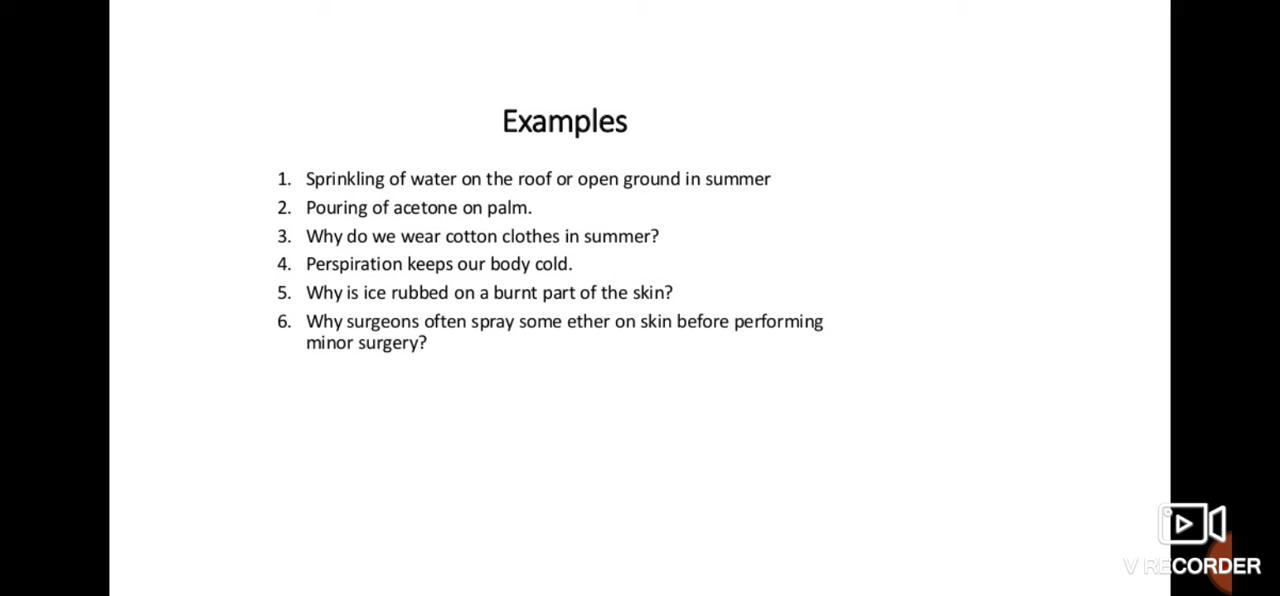 Examples
1. Sprinkling of water on the roof or open ground in summer
2. Pouring of acetone on palm.
3. Why do we wear cotton clothes in summer?
4. Perspiration keeps our body cold.
5. Why is ice rubbed on a burnt part of the skin?
6. Why surgeons often spray some ether on skin before performing
minor surgery?
V RECORDER